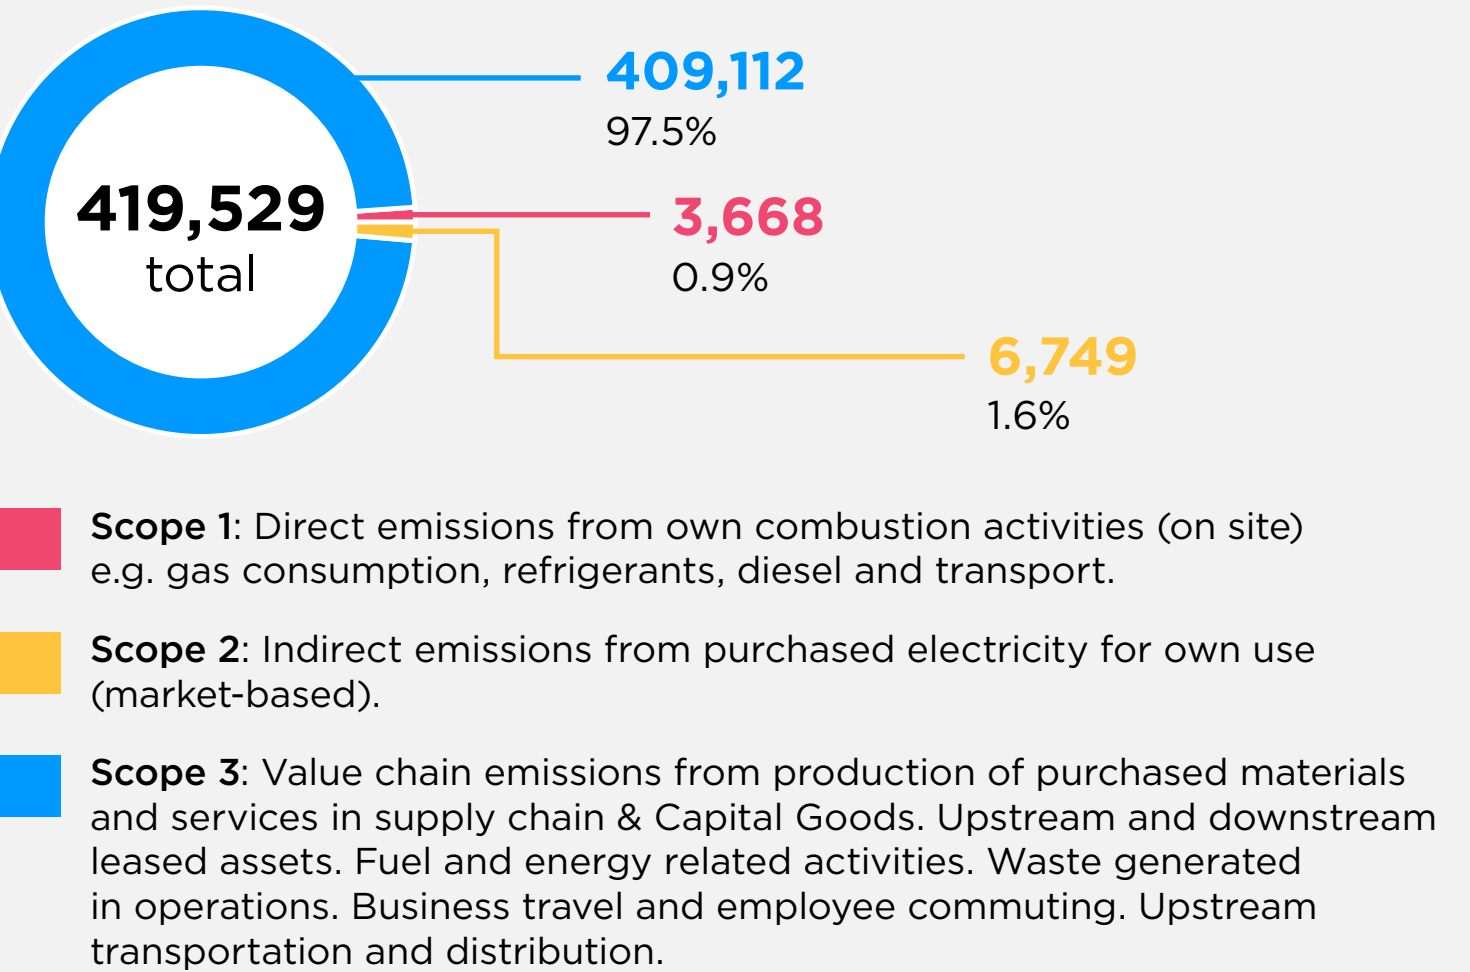 409,112
97.5%
419,529
total
3,668
0.9%
6,749
1.6%
Scope 1: Direct emissions from own combustion activities (on site)
e.g. gas consumption, refrigerants, diesel and transport.
Scope 2: Indirect emissions from purchased electricity for own use
(market-based).
Scope 3: Value chain emissions from production of purchased materials
and services in supply chain & Capital Goods. Upstream and downstream
leased assets. Fuel and energy related activities. Waste generated
in operations. Business travel and employee commuting. Upstream
transportation and distribution.